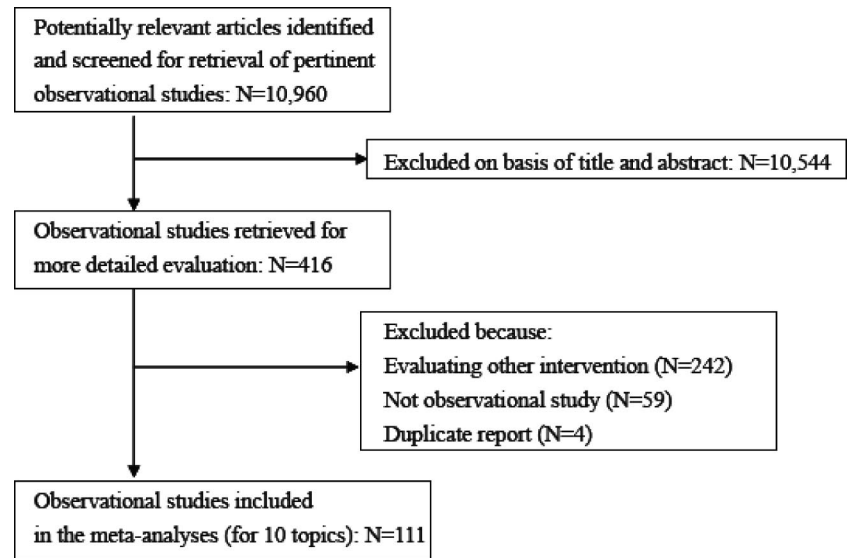 Potentially relevant articles identified
and screened for retrieval of pertinent
observational studies: N=10,960
Excluded on basis of title and abstract: N=10,544
Observational studies retrieved for
more detailed evaluation: N=416
Excluded because:
Evaluating other intervention (N=242)
Not observational study (N=59)
Duplicate report (N=4)
Observational studies included
in the meta-analyses (for 10 topics): N=111